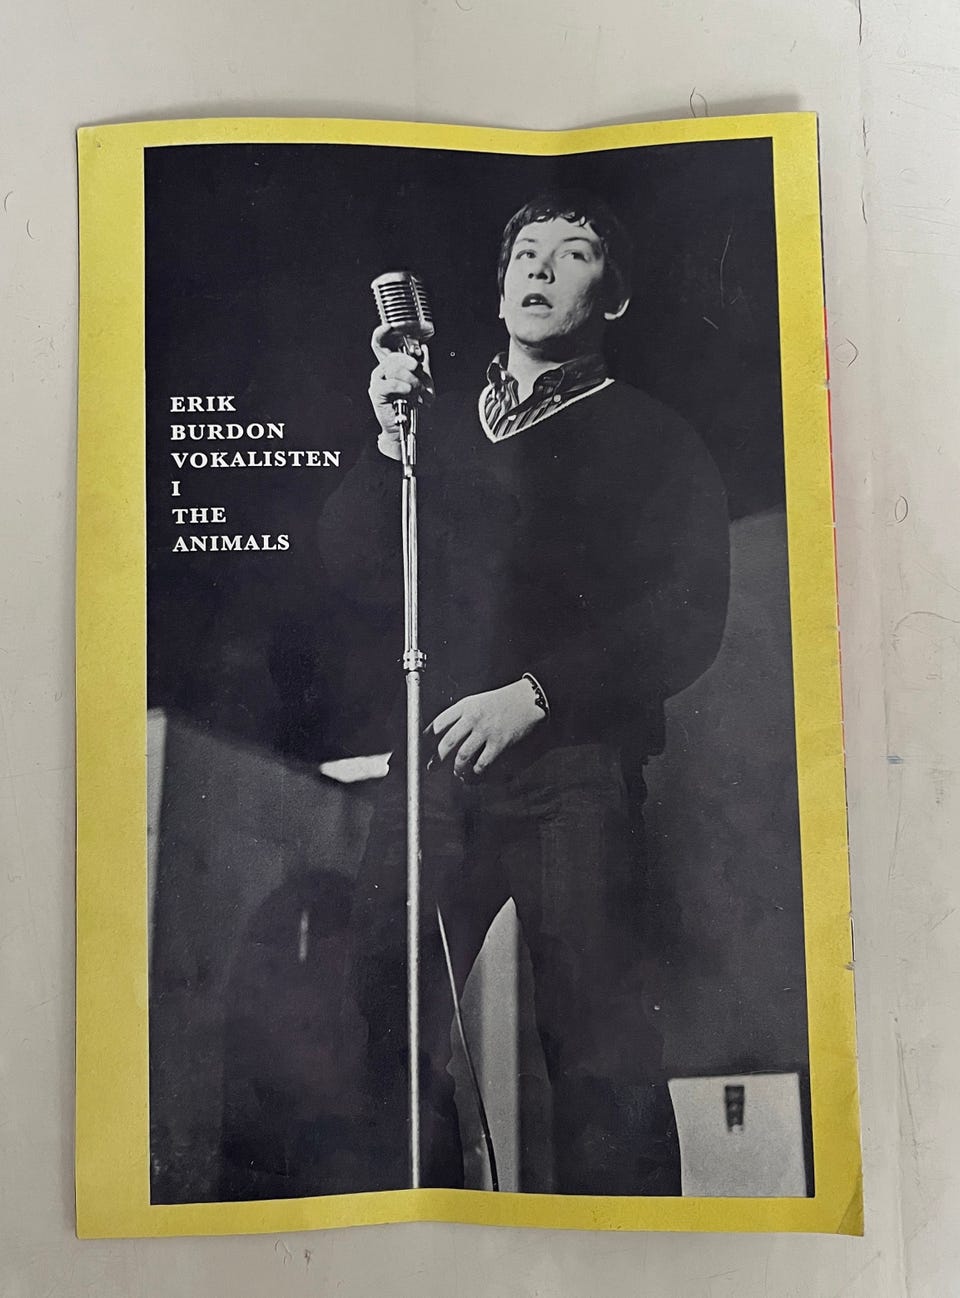 ERIK
BURDON
VOKALISTEN
I
THE
ANIMALS